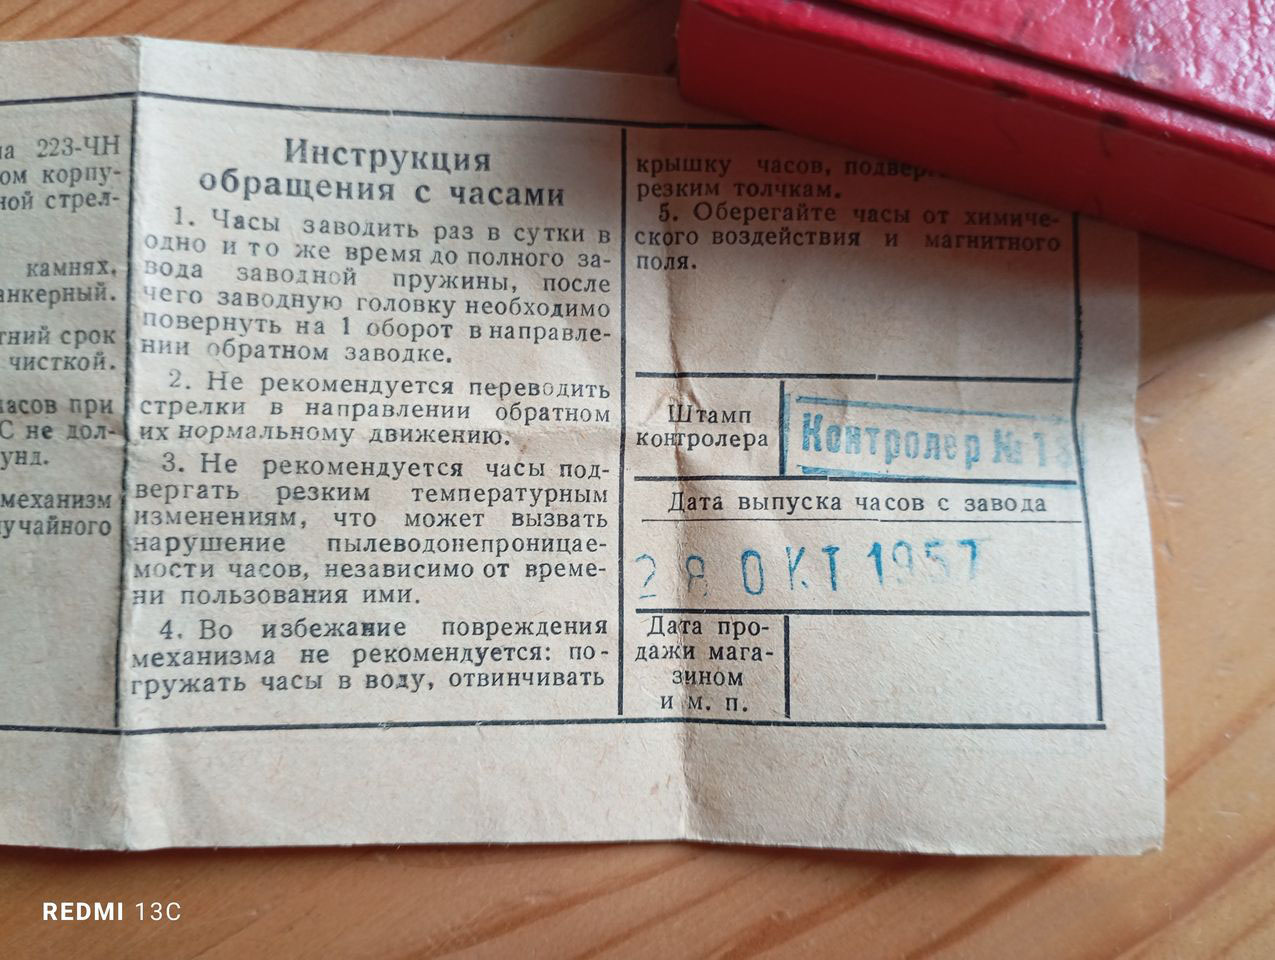 на 223-ЧН
ом корпу-
ной стрел-
камнях,
анкерный.
тний срок
чисткой.
часов при
С не дол-
унд.
механизм
учайного
Инструкция
обращения с часами
1. Часы заводить раз в сутки в
одно и то же время до полного за-
вода заводной пружины, после
чего заводную головку необходимо
повернуть на 1 оборот в направле-
нии обратном заводке.
2. Не рекомендуется переводить
стрелки в направлении обратном
их нормальному движению.
3. Не рекомендуется часы под-
вергать резким температурным
изменениям, что может вызвать
нарушение пылеводонепроницае-
мости часов, независимо от време-
ни пользования ими.
4. Во избежание повреждения
механизма не рекомендуется: по-
гружать часы в воду, отвинчивать
крышку часов,
резким толчкам.
5. Оберегайте часы от химиче-
ского воздействия и магнитного
поля.
Штамп
контролера
Контролер №
Дата выпуска часов с завода
ОКТ 1957
Дата про-
дажи мага-
зином
и м. п.
REDMI 13C